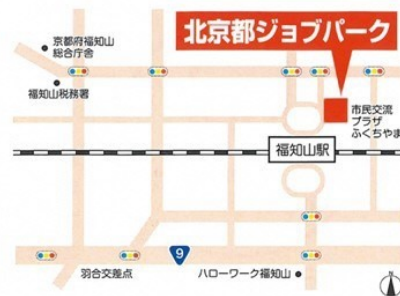 北京都ジョブパーク
京都府福知山
総合庁舎
福知山税務署
市民交流
プラザ
ふくちやま
福知山駅
9
羽合交差点
ハローワーク福知山